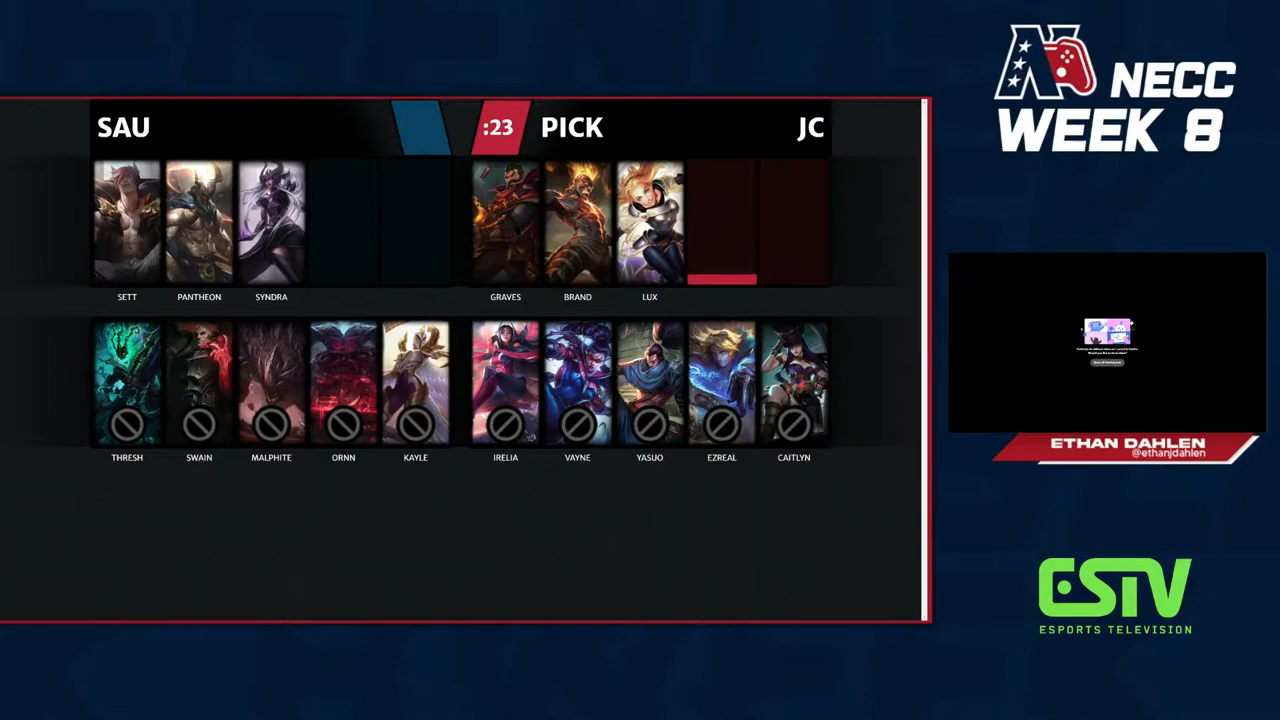 SAU
:23
PICK
JC
SETT
PANTHEON
SYNDRA
GRAVES
BRAND
LUX
THRESH
SWAIN
MALPHITE
ORNN
KAYLE
IRELIA
VAYNE
YASUO
EZREAL
CAITLYN
NECC
WEEK 8
ETHAN DAHLEN
@ethanjdahlen
ESTV
ESPORTS TELEVISION